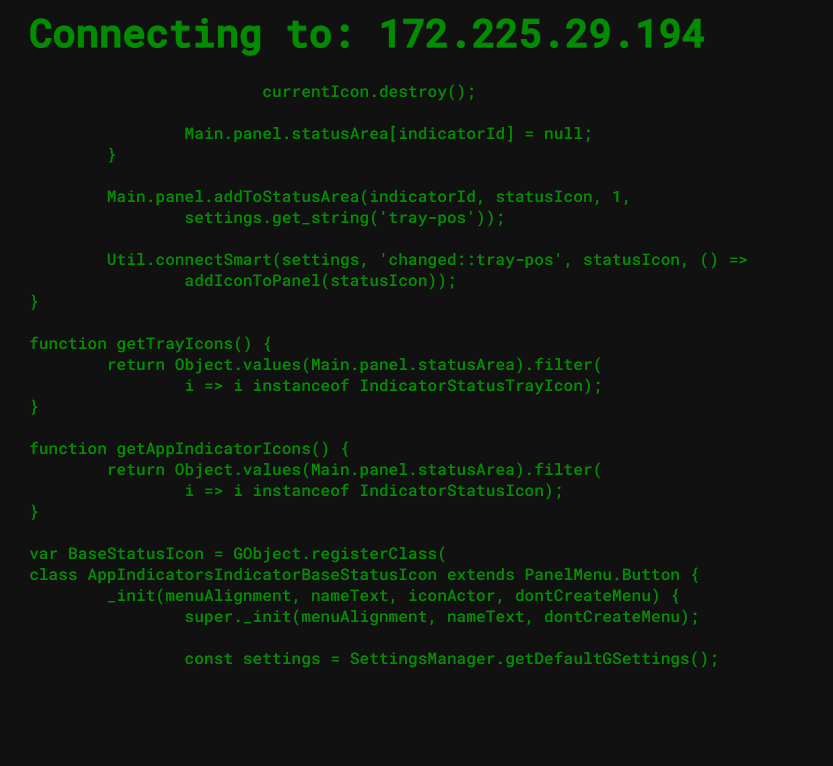 Connecting to: 172.225.29.194
currentIcon.destroy();
Main.panel.statusArea[indicatorId] = null;
}
Main.panel.addToStatusArea(indicatorId, statusIcon, 1,
settings.get_string('tray-pos'));
Util.connectSmart(settings, 'changed::tray-pos', statusIcon, () =>
addIconToPanel(statusIcon));
}
function getTrayIcons() {
return Object.values(Main.panel.statusArea).filter(
i => i instanceof IndicatorStatusTrayIcon);
}
function getAppIndicatorIcons() {
return Object.values(Main.panel.statusArea).filter(
i => i instanceof IndicatorStatusIcon);
}
var BaseStatusIcon = GObject.registerClass(
class AppIndicatorsIndicatorBaseStatusIcon extends PanelMenu.Button {
_init(menuAlignment, nameText, iconActor, dontCreateMenu) {
super._init(menuAlignment, nameText, dontCreateMenu);
const settings = SettingsManager.getDefaultGSettings();